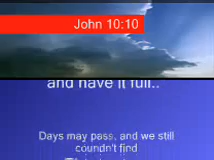 John 10:10
and have it full..
Days may pass, and we still
coundn't find